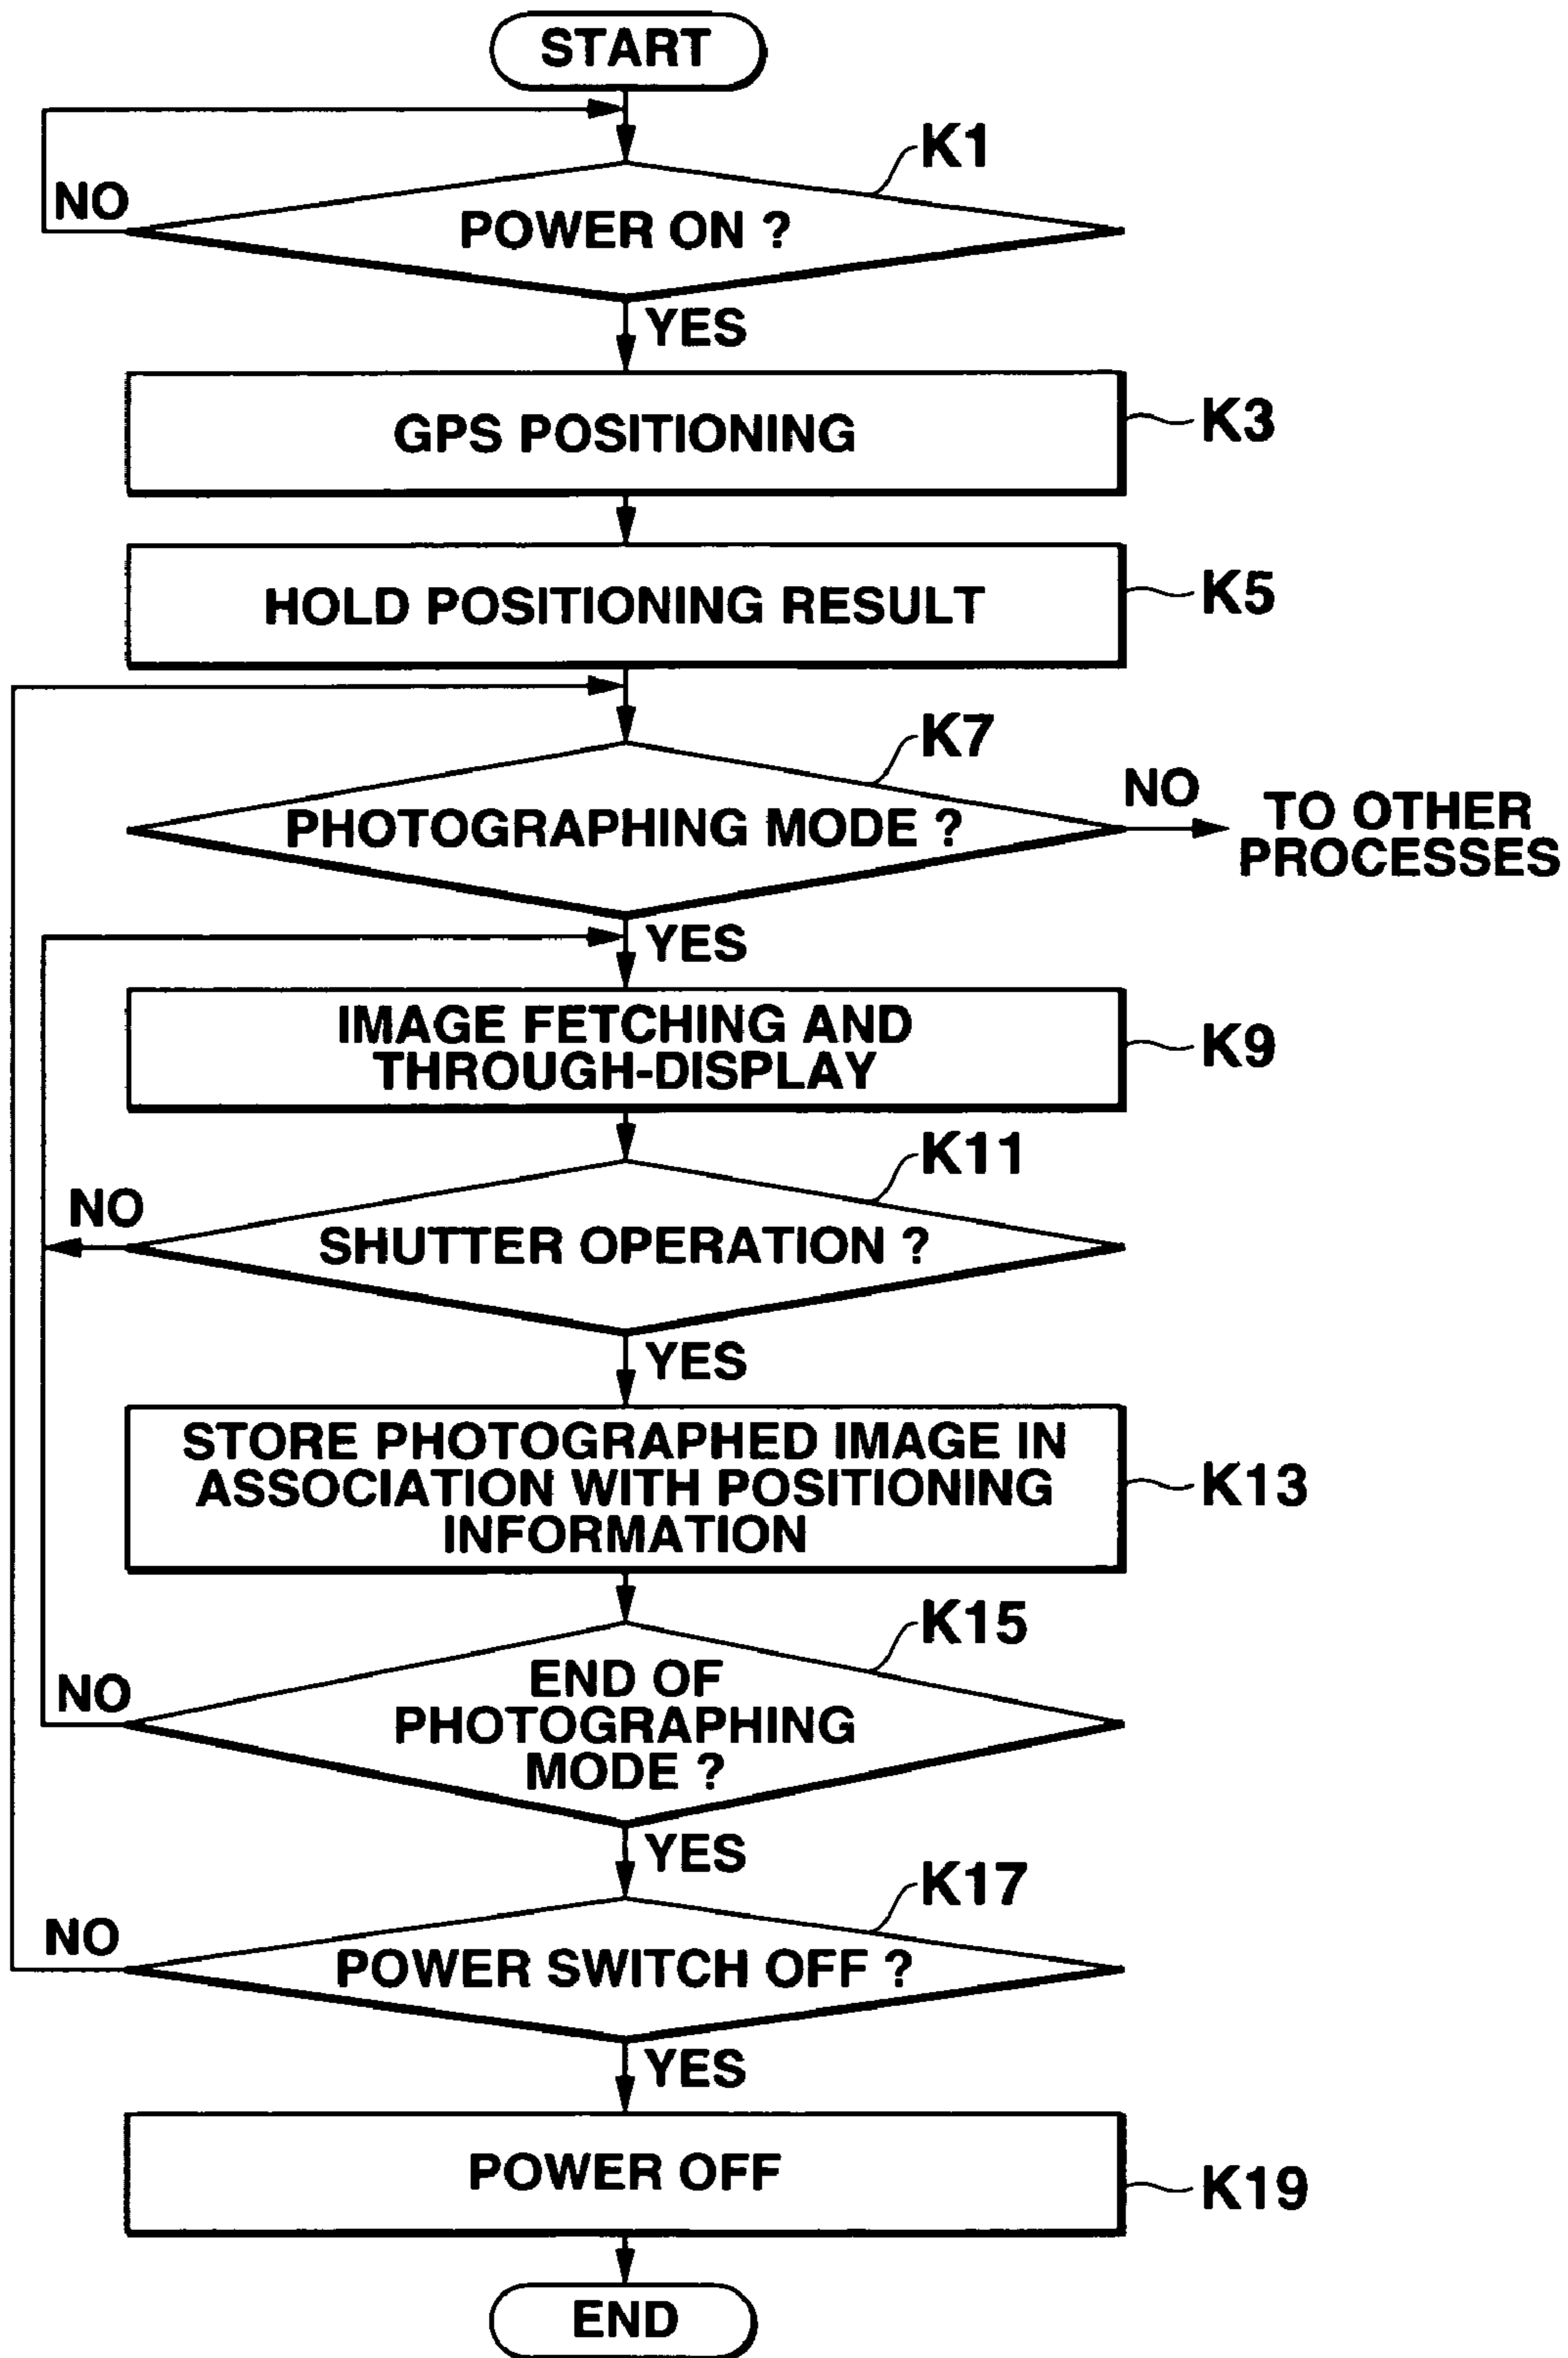 START
K1
NO
POWER ON ?
YES
GPS POSITIONING
K3
HOLD POSITIONING RESULT
K5
K7
NO
PHOTOGRAPHING MODE ?
TO OTHER
PROCESSES
YES
IMAGE FETCHING AND
THROUGH-DISPLAY
K9
K11
NO
SHUTTER OPERATION ?
YES
STORE PHOTOGRAPHED IMAGE IN
ASSOCIATION WITH POSITIONING
INFORMATION
K13
K15
NO
END OF
PHOTOGRAPHING
MODE ?
YES
K17
NO
POWER SWITCH OFF ?
YES
POWER OFF
K19
END